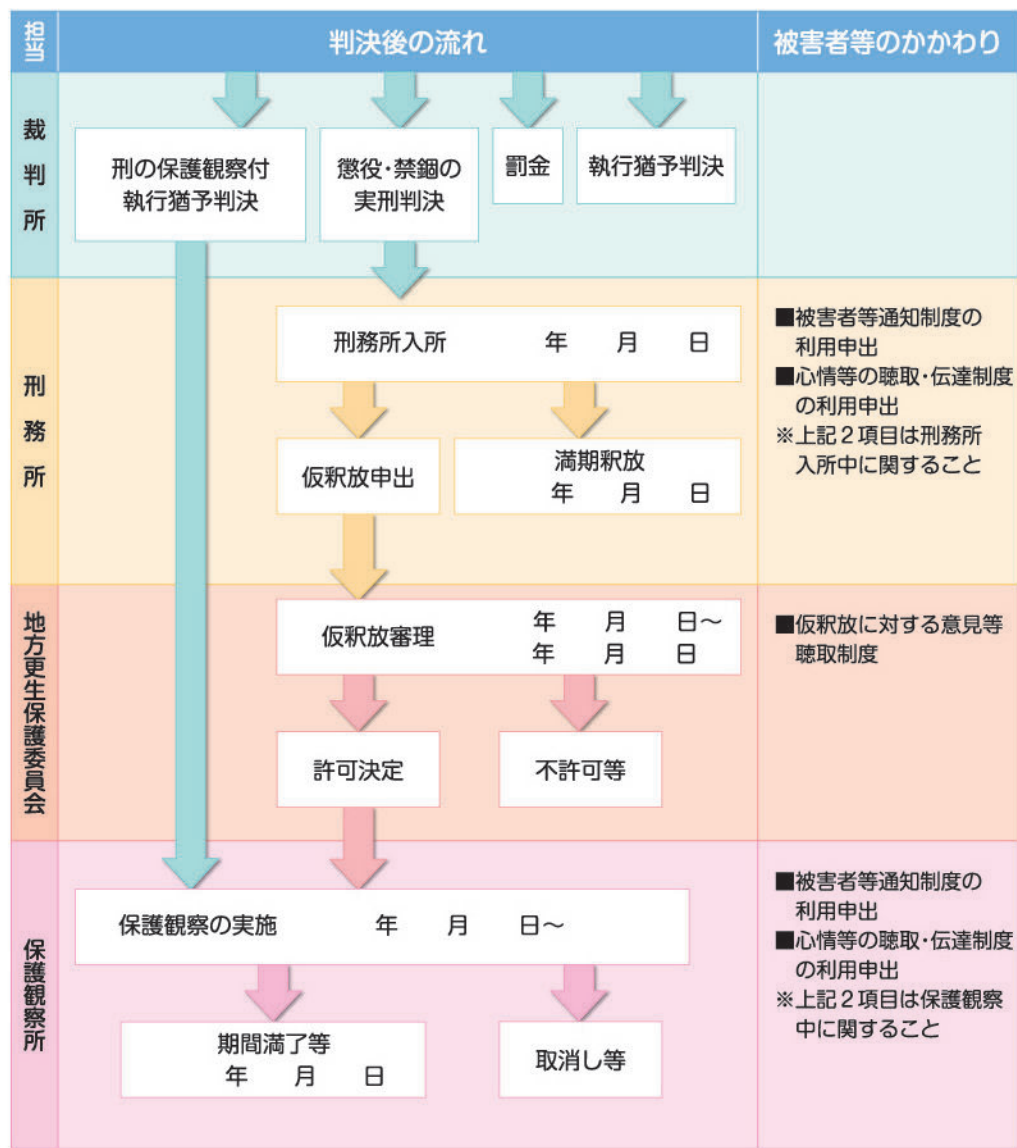 担当
判決後の流れ
被害者等のかかわり
裁判所
刑の保護観察付
執行猶予判決
懲役・禁錮の
実刑判決
罰金
執行猶予判決
刑務所
刑務所入所 年 月 日
仮釈放申出
満期釈放
年 月 日
■被害者等通知制度の
利用申出
■心情等の聴取・伝達制度
の利用申出
※上記2項目は刑務所
入所中に関すること
地方更生保護委員会
仮釈放審理
年 月 日～
年 月 日
許可決定
不許可等
■仮釈放に対する意見等
聴取制度
保護観察所
保護観察の実施 年 月 日～
期間満了等
年 月 日
取消し等
■被害者等通知制度の
利用申出
■心情等の聴取・伝達制度
の利用申出
※上記2項目は保護観察
中に関すること